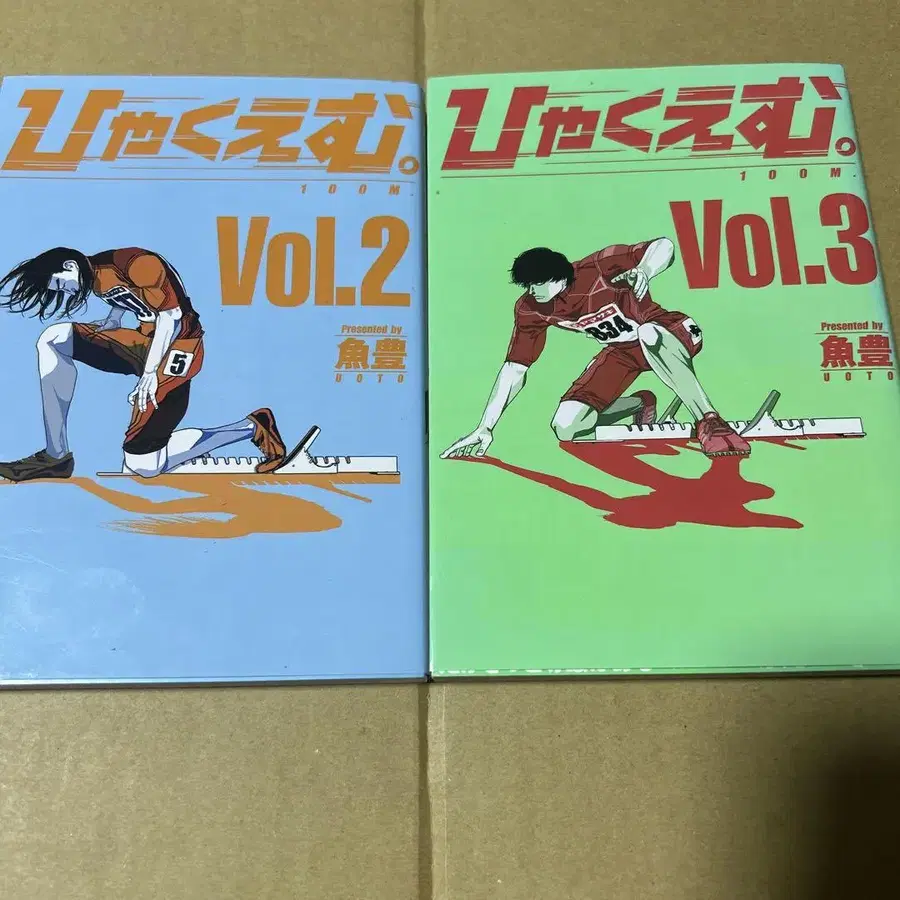 ひゃくえむ。
100M.
Vol.2
Presented by
魚豊
UOTO
5
ひゃくえむ。
100M.
Vol.3
Presented by
魚豊
UOTO
834